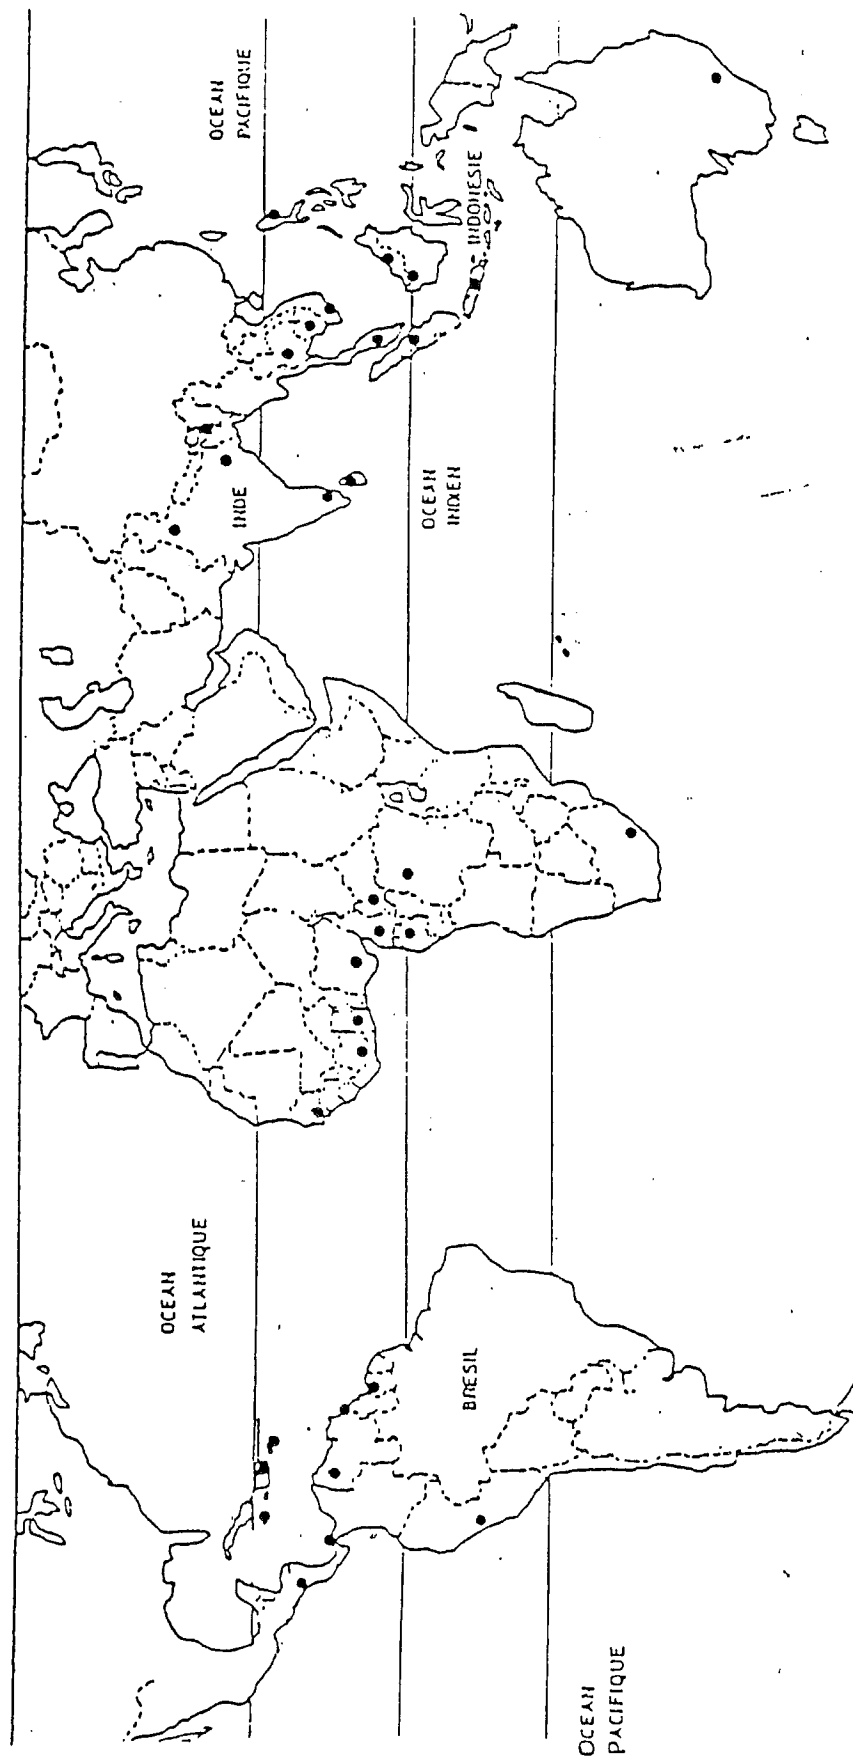 OCEAN
PACIFIQUE
OCEAN
ATLANTIQUE
INDE
INDONESIE
OCEAN
INDIEN
BRESIL
OCEAN
PACIFIQUE